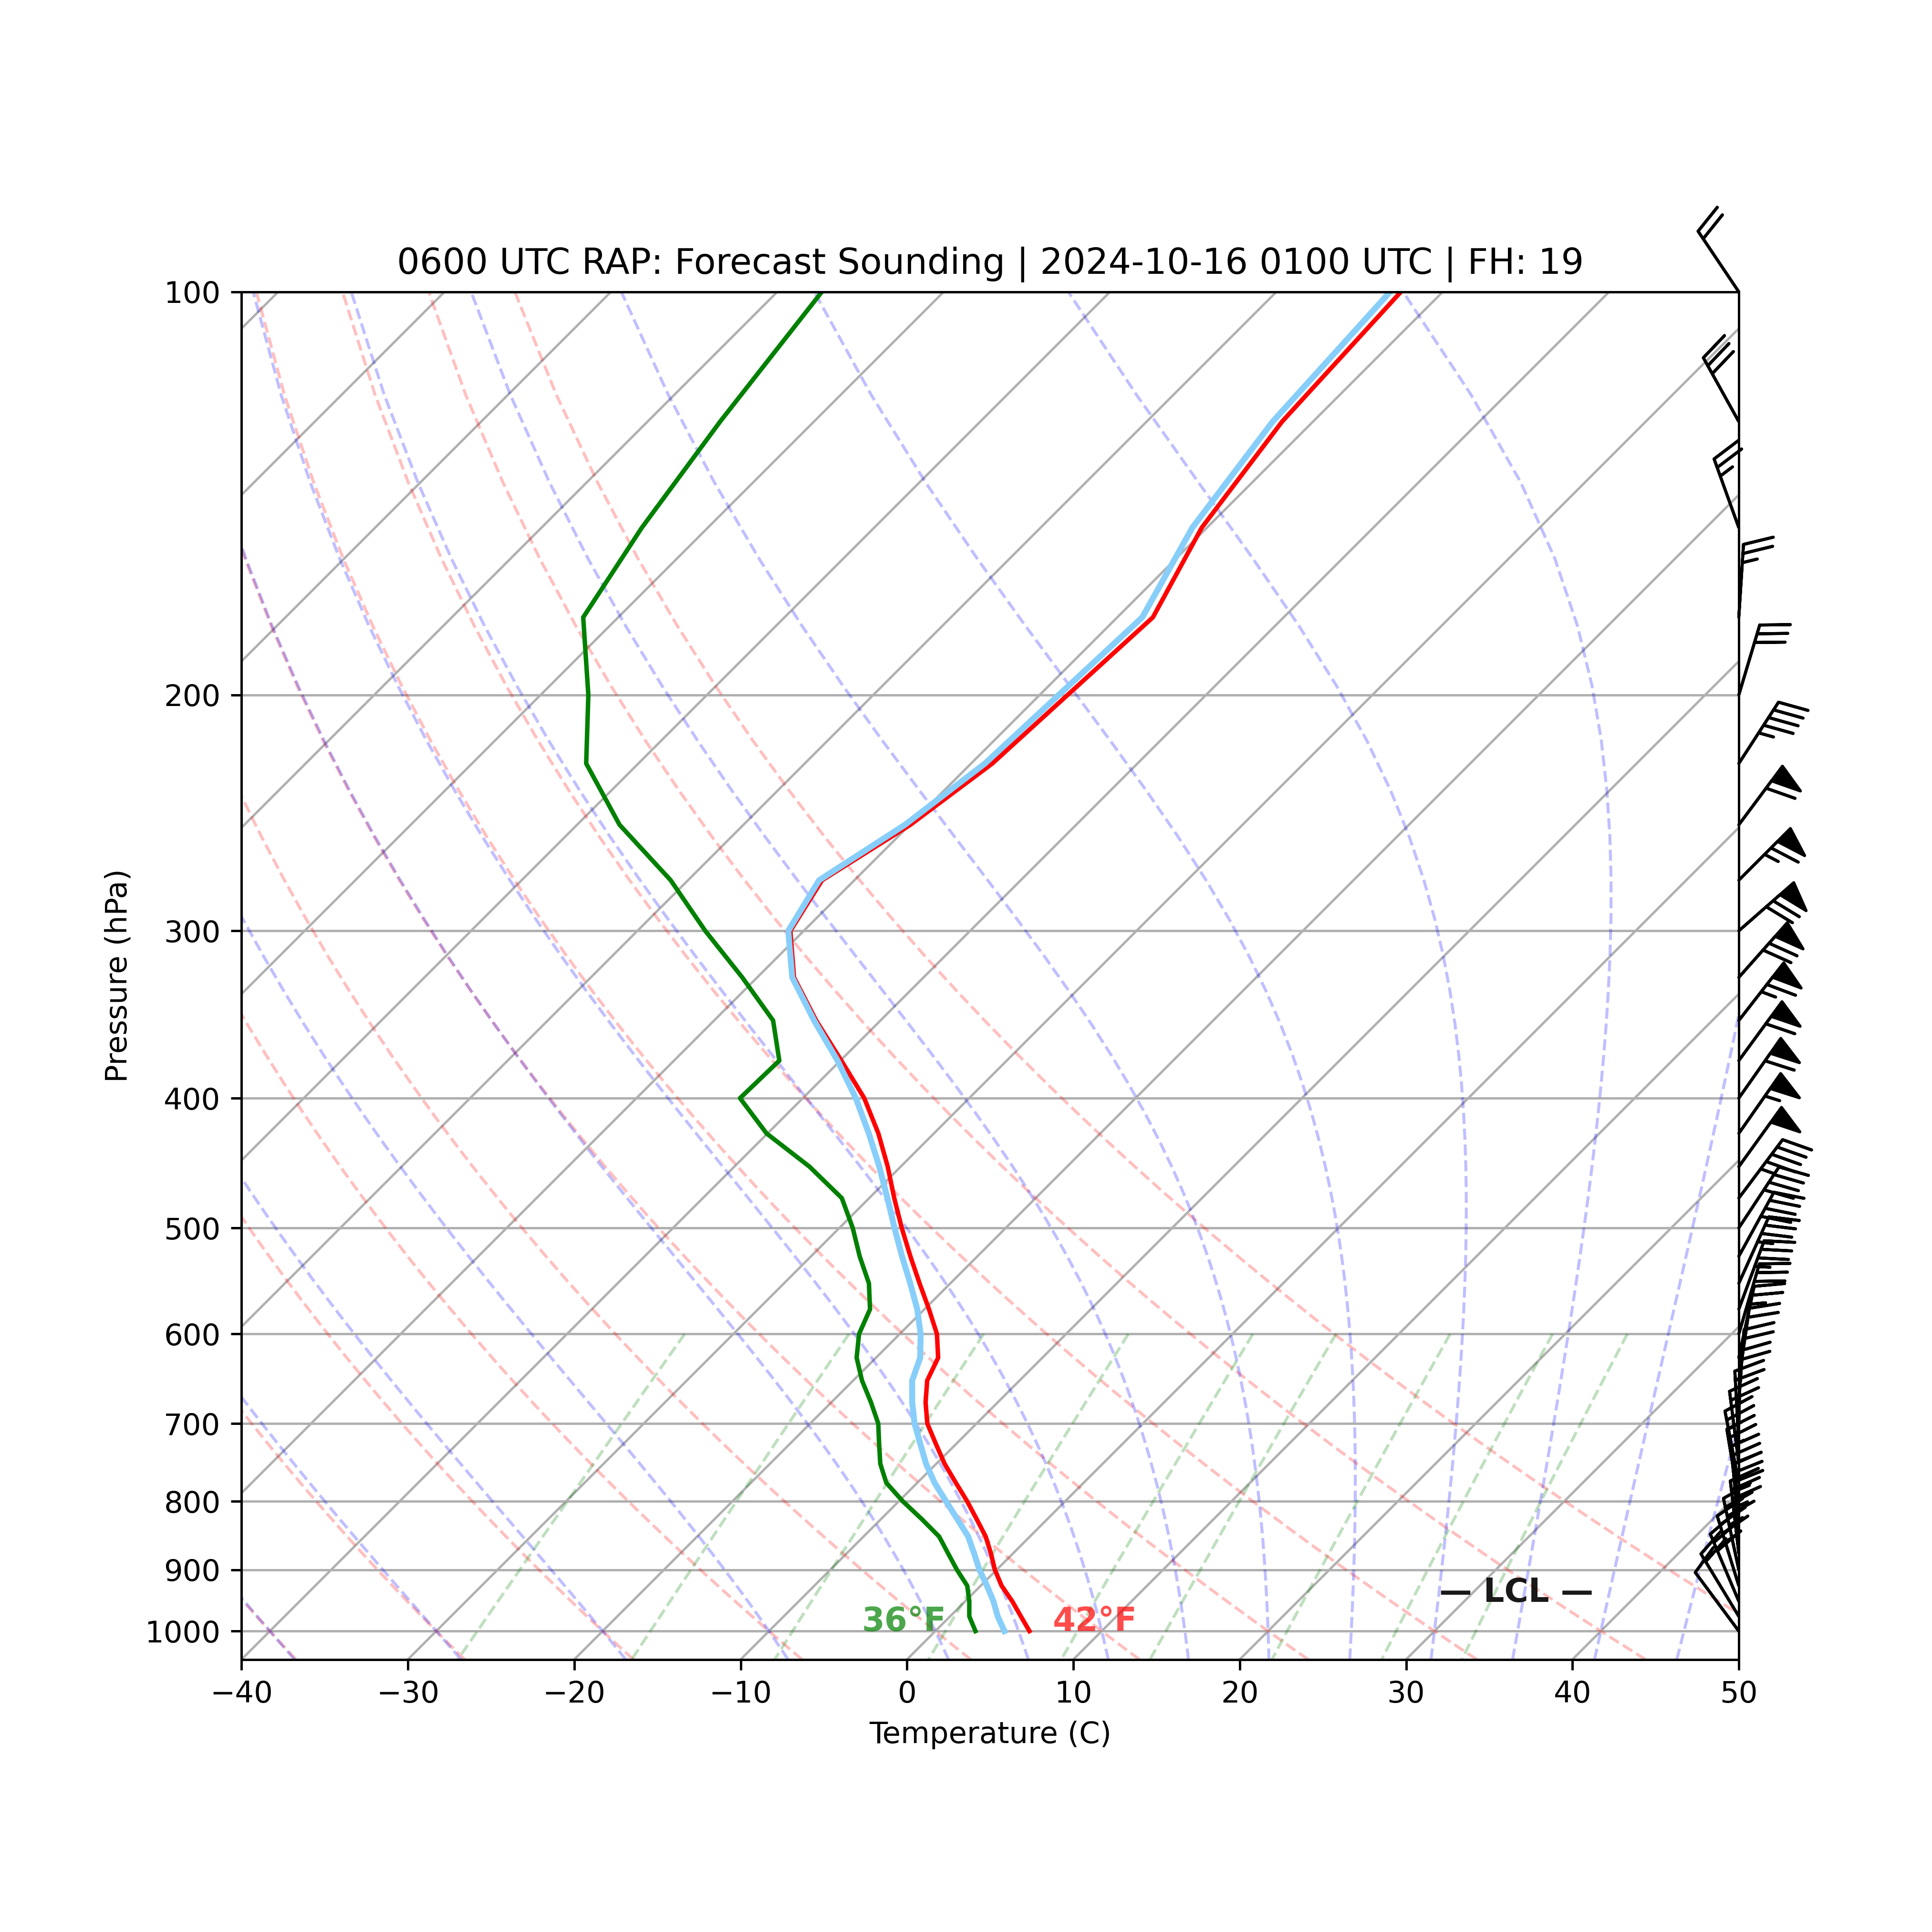 0600 UTC RAP: Forecast Sounding | 2024-10-16 0100 UTC | FH: 19
100
200
300
400
500
600
700
800
900
1000
Pressure (hPa)
— LCL —
36°F
42°F
−40 −30 −20 −10 0 10 20 30 40 50
Temperature (C)